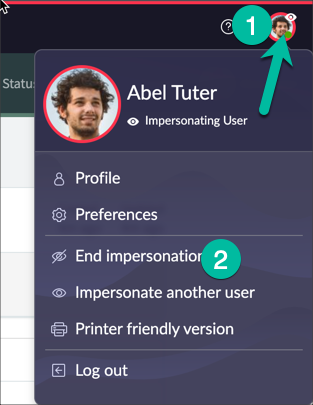 1
Status
Abel Tuter
Impersonating User
Profile
Preferences
End impersonation
2
Impersonate another user
Printer friendly version
Log out